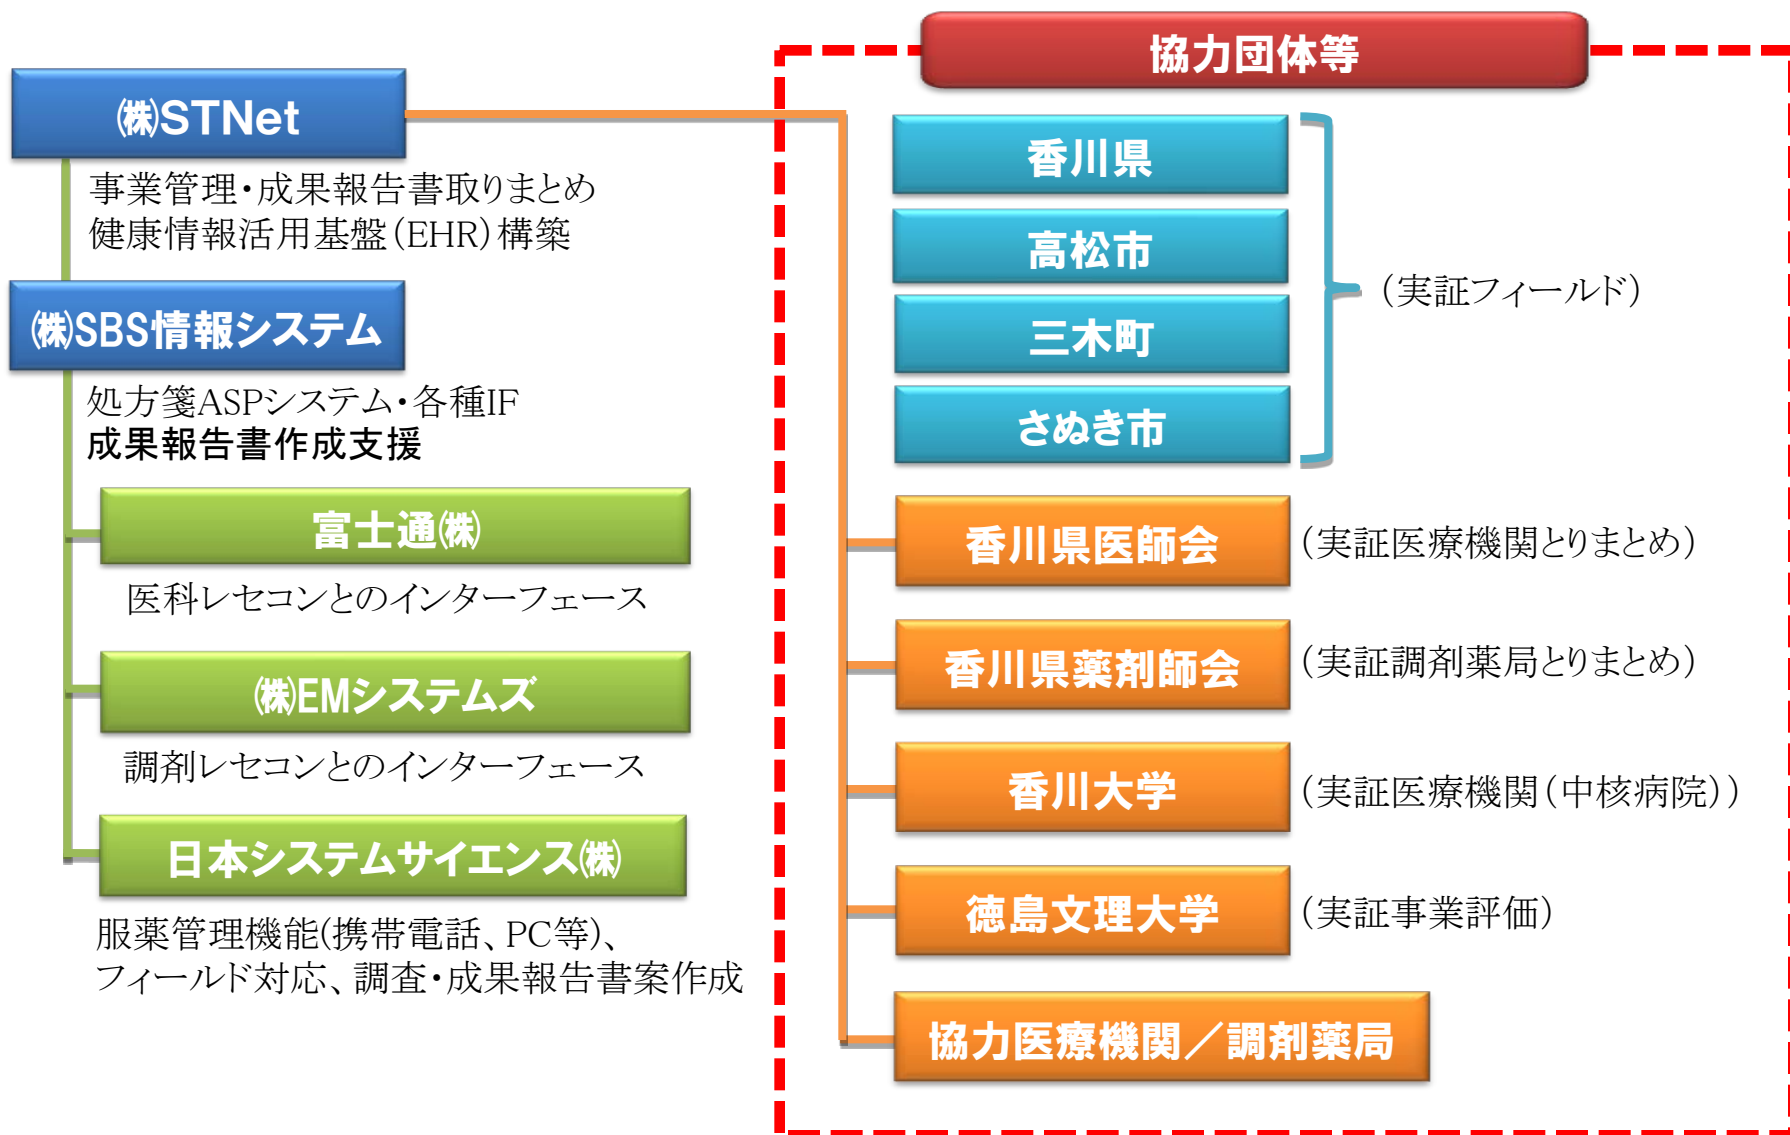 ㈱STNet
事業管理・成果報告書取りまとめ
健康情報活用基盤(EHR)構築
㈱SBS情報システム
処方箋ASPシステム・各種IF
成果報告書作成支援
富士通㈱
医科レセコンとのインターフェース
㈱EMシステムズ
調剤レセコンとのインターフェース
日本システムサイエンス㈱
服薬管理機能(携帯電話、PC等)、
フィールド対応、調査・成果報告書案作成
協力団体等
香川県
高松市
三木町
さぬき市
(実証フィールド)
香川県医師会
(実証医療機関とりまとめ)
香川県薬剤師会
(実証調剤薬局とりまとめ)
香川大学
(実証医療機関(中核病院))
徳島文理大学
(実証事業評価)
協力医療機関/調剤薬局